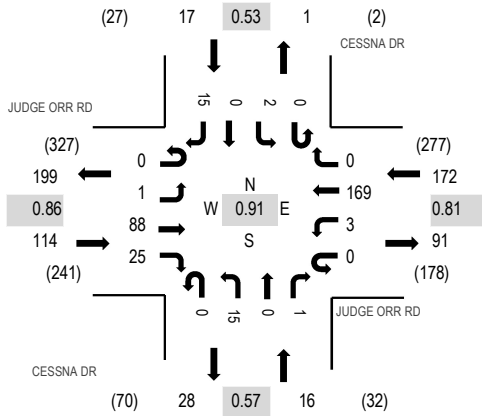 (27) 17 0.53 1 (2)
CESSNA DR
JUDGE ORR RD
15 0 2 0
(327) 0 0 (277)
199 172
1 N 169
0.86 W 0.91 E 0.81
88 3
114 S 91
25 0
(241) (178)
0 15 0 1
JUDGE ORR RD
CESSNA DR
(70) 28 0.57 16 (32)